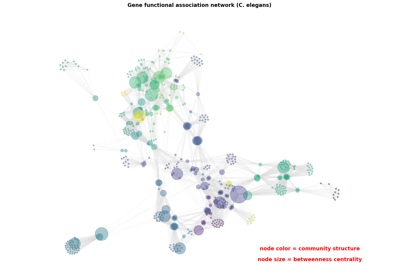 Gene functional association network (C. elegans)
node color = community structure
node size = betweenness centrality